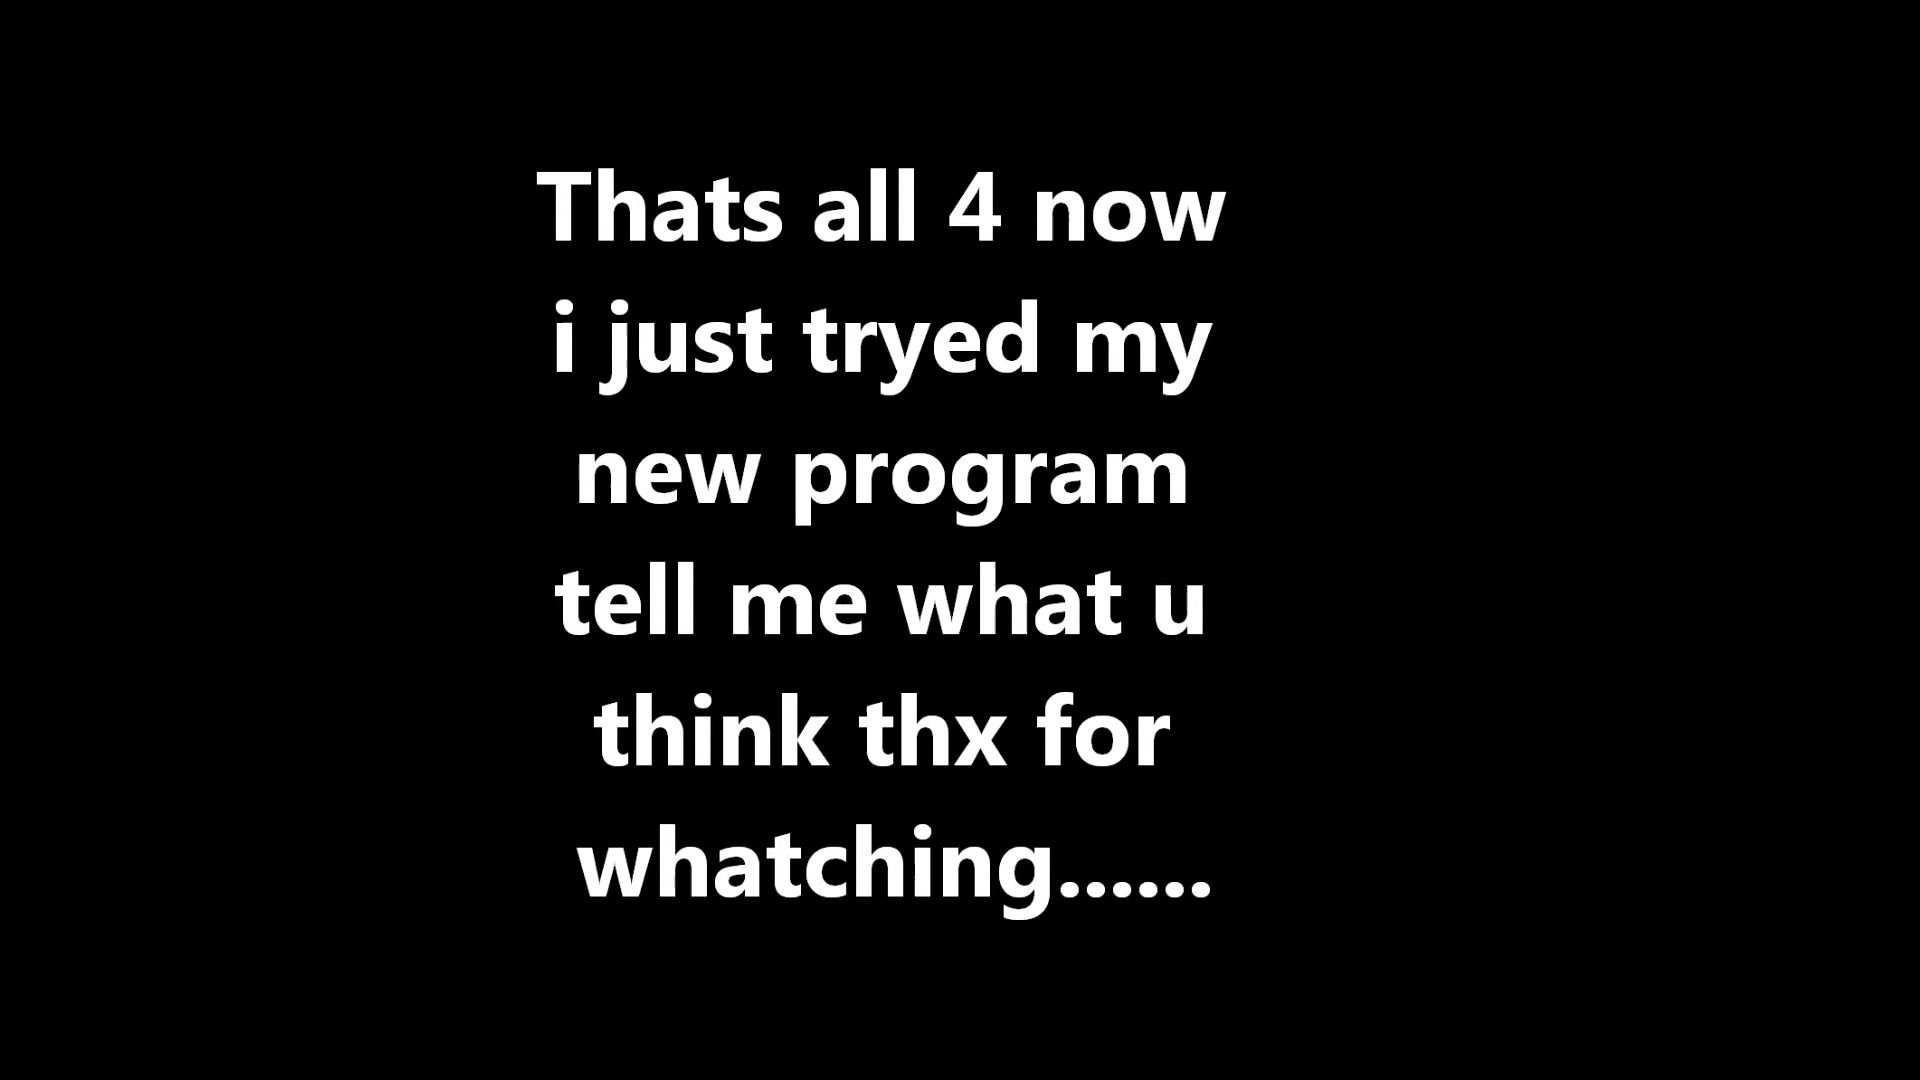 Thats all 4 now
i just tryed my
new program
tell me what u
think thx for
whatching......